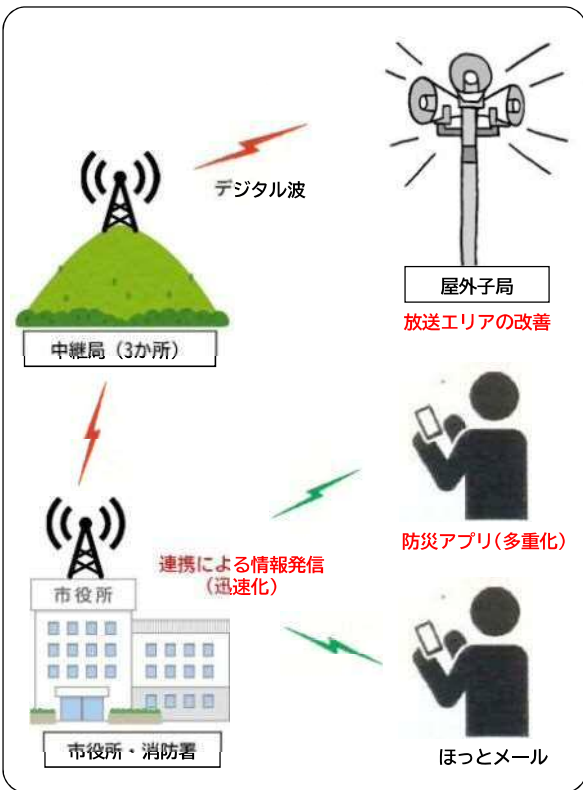 デジタル波
屋外子局
放送エリアの改善
中継局（3か所）
防災アプリ（多重化）
連携による情報発信
（迅速化）
市役所
市役所・消防署
ほっとメール